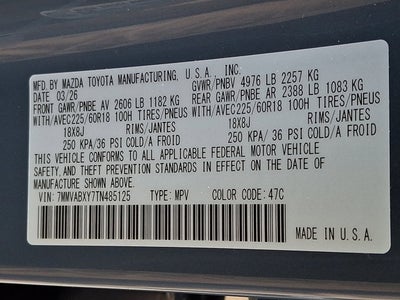 MFD. BY MAZDA TOYOTA MANUFACTURING, U.S.A., INC.
DATE 03/26 GVWR/PNBV 4976 LB 2257 KG
FRONT GAWR/PNBE AV 2606 LB 1182 KG REAR GAWR/PNBE AR 2388 LB 1083 KG
WITH/AVEC225/60R18 100H TIRES/PNEUS WITH/AVEC225/60R18 100H TIRES/PNEUS
18X8J RIMS/JANTES 18X8J RIMS/JANTES
250 KPA/36 PSI COLD/A FROID 250 KPA/36 PSI COLD/A FROID
THIS VEHICLE CONFORMS TO ALL APPLICABLE FEDERAL MOTOR VEHICLE
SAFETY, AND THEFT PREVENTION STANDARDS IN EFFECT ON THE DATE OF
MANUFACTURE SHOWN ABOVE.
VIN: 7MMVABXY7TN485125 TYPE: MPV COLOR CODE: 47C
MADE IN U.S.A.